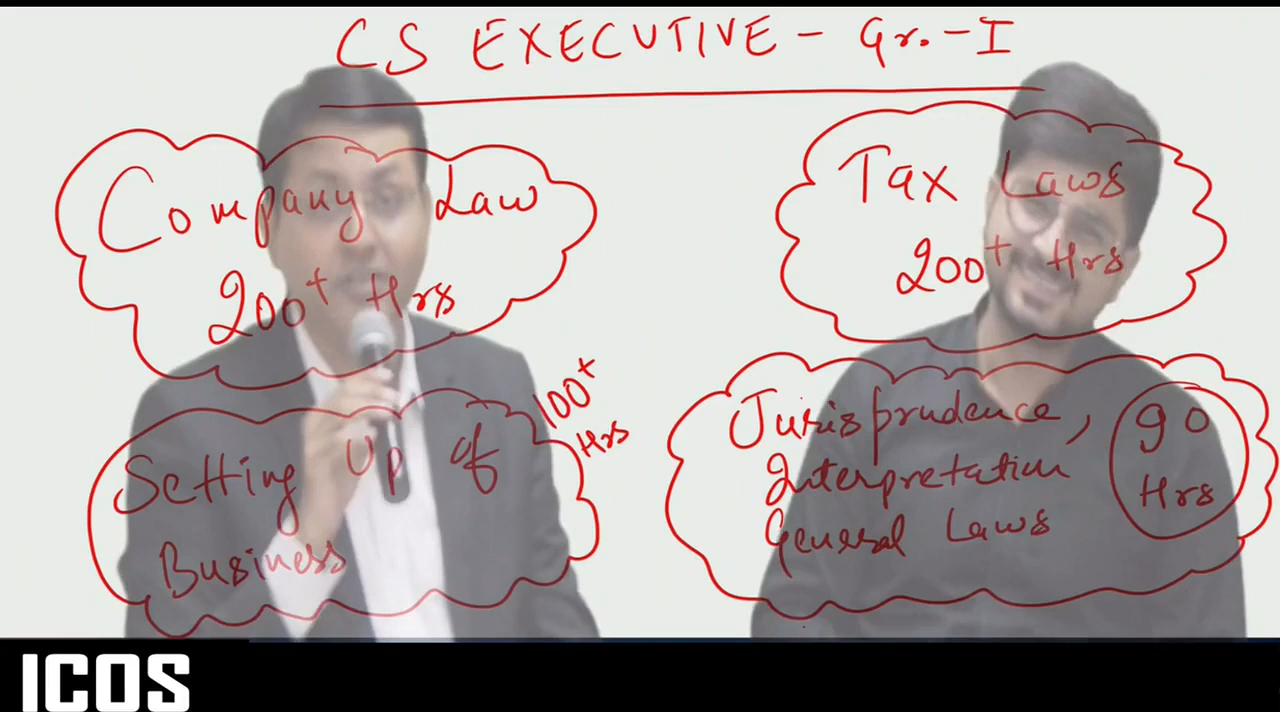 CS EXECUTIVE - Gr.-I
Company Law
200+ Hrs
Tax Laws
200+ Hrs
Setting Up of
Business
100+
Hrs
Jurisprudence,
Interpretation
General Laws
90
Hrs
ICOS